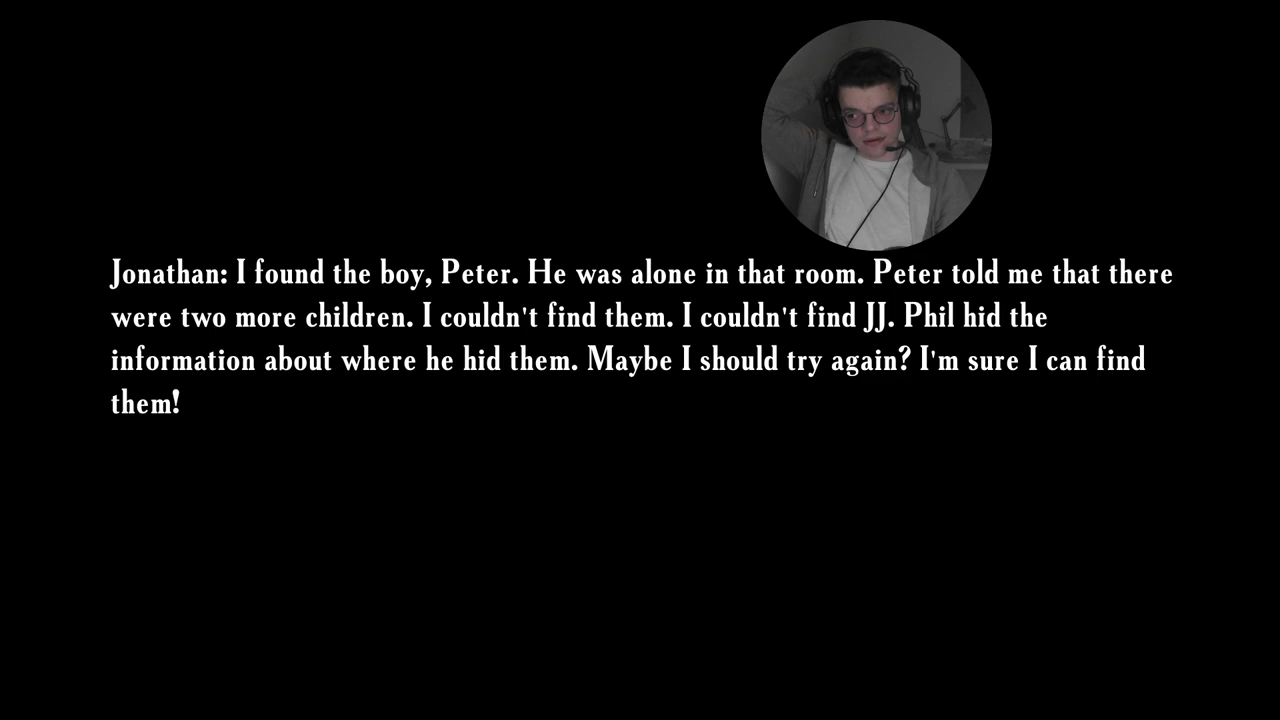 Jonathan: I found the boy, Peter. He was alone in that room. Peter told me that there
were two more children. I couldn't find them. I couldn't find JJ. Phil hid the
information about where he hid them. Maybe I should try again? I'm sure I can find
them!